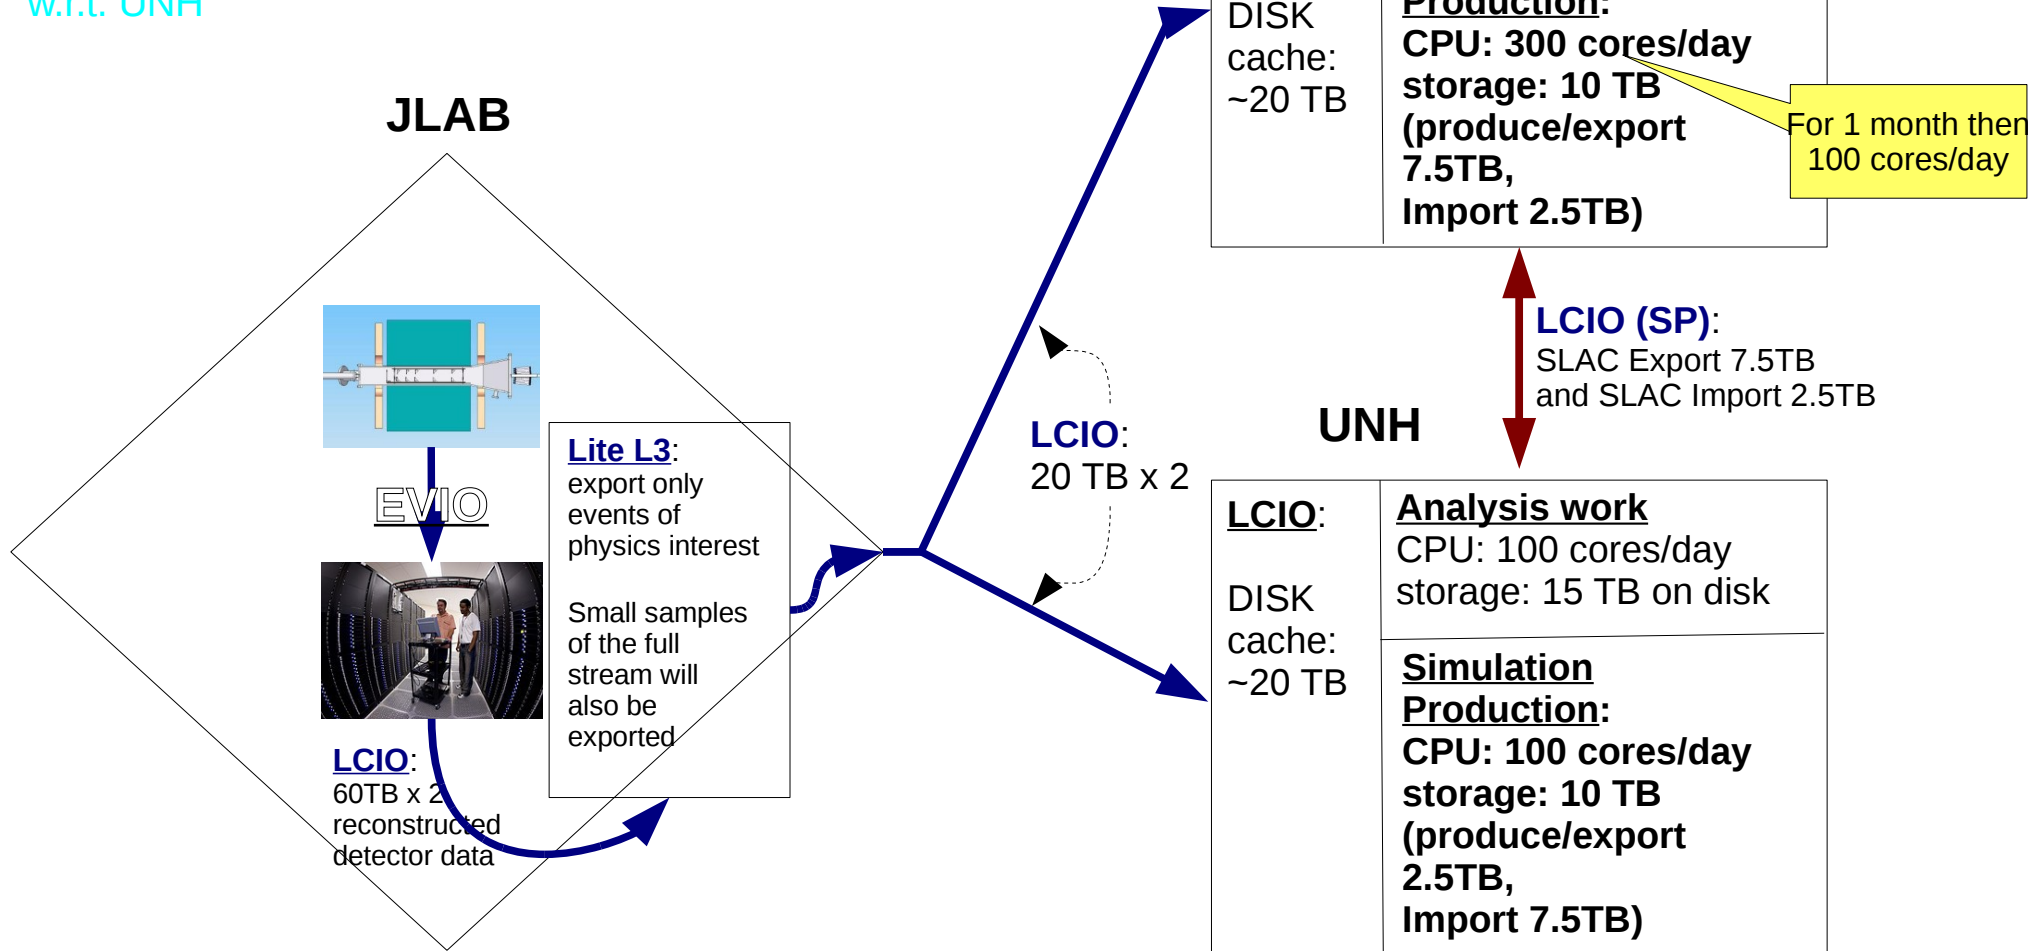 w.r.t. UNH
JLAB
EVIO
LCIO:
60TB x 2
reconstructed
detector data
Lite L3:
export only
events of
physics interest
Small samples
of the full
stream will
also be
exported
LCIO:
20 TB x 2
DISK
cache:
~20 TB
Production:
CPU: 300 cores/day
storage: 10 TB
(produce/export
7.5TB,
Import 2.5TB)
For 1 month then
100 cores/day
LCIO (SP):
SLAC Export 7.5TB
and SLAC Import 2.5TB
UNH
LCIO:
DISK
cache:
~20 TB
Analysis work
CPU: 100 cores/day
storage: 15 TB on disk
Simulation
Production:
CPU: 100 cores/day
storage: 10 TB
(produce/export
2.5TB,
Import 7.5TB)